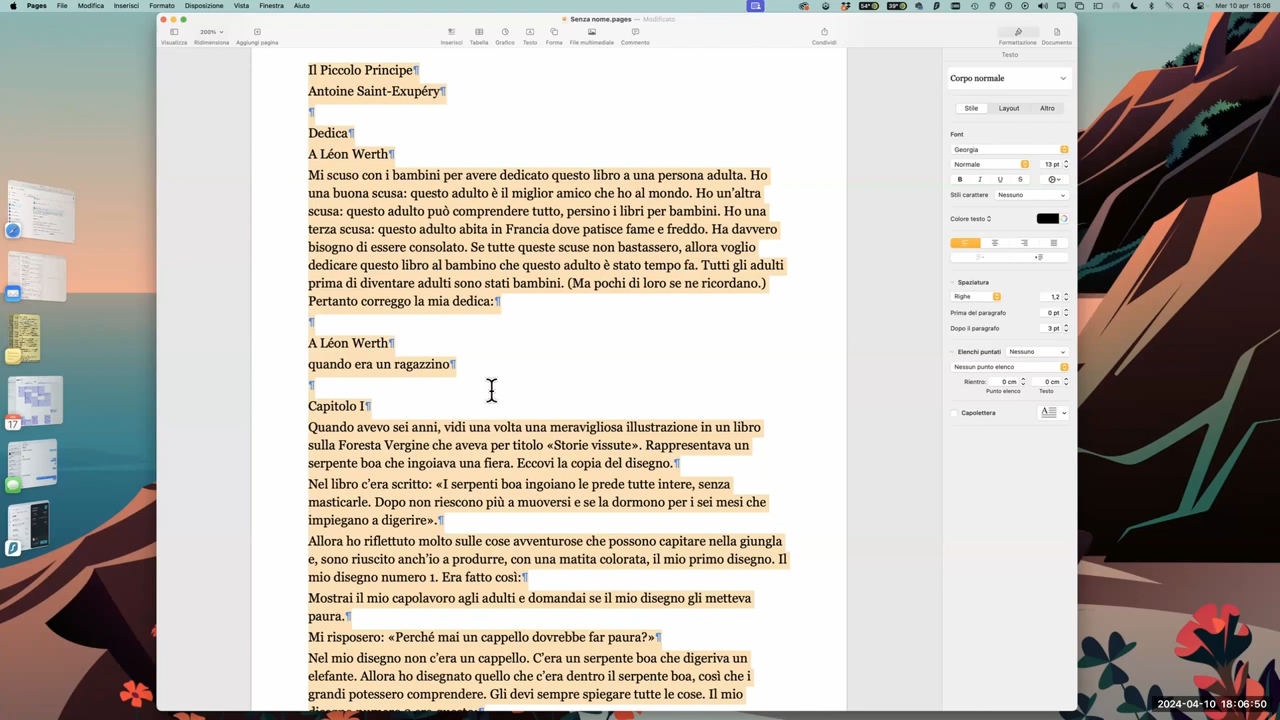 Pages File Modifica Inserisci Formato Disposizione Vista Finestra Aiuto
54° 39° Mer 10 apr 18:06
Senza nome.pages — Modificato
200%
Visualizza Ridimensiona Aggiungi pagina Inserisci Tabella Grafico Testo Forma File multimediale Commento Condividi Formattazione Documento
Il Piccolo Principe¶
Antoine Saint-Exupéry¶
¶
Dedica¶
A Léon Werth¶
Mi scuso con i bambini per avere dedicato questo libro a una persona adulta. Ho
una buona scusa: questo adulto è il miglior amico che ho al mondo. Ho un’altra
scusa: questo adulto può comprendere tutto, persino i libri per bambini. Ho una
terza scusa: questo adulto abita in Francia dove patisce fame e freddo. Ha davvero
bisogno di essere consolato. Se tutte queste scuse non bastassero, allora voglio
dedicare questo libro al bambino che questo adulto è stato tempo fa. Tutti gli adulti
prima di diventare adulti sono stati bambini. (Ma pochi di loro se ne ricordano.)
Pertanto correggo la mia dedica:¶
¶
A Léon Werth¶
quando era un ragazzino¶
¶
Capitolo I¶
Quando avevo sei anni, vidi una volta una meravigliosa illustrazione in un libro
sulla Foresta Vergine che aveva per titolo «Storie vissute». Rappresentava un
serpente boa che ingoiava una fiera. Eccovi la copia del disegno.¶
Nel libro c’era scritto: «I serpenti boa ingoiano le prede tutte intere, senza
masticarle. Dopo non riescono più a muoversi e se la dormono per i sei mesi che
impiegano a digerire».¶
Allora ho riflettuto molto sulle cose avventurose che possono capitare nella giungla
e, sono riuscito anch’io a produrre, con una matita colorata, il mio primo disegno. Il
mio disegno numero 1. Era fatto così:¶
Mostrai il mio capolavoro agli adulti e domandai se il mio disegno gli metteva
paura.¶
Mi risposero: «Perché mai un cappello dovrebbe far paura?»¶
Nel mio disegno non c’era un cappello. C’era un serpente boa che digeriva un
elefante. Allora ho disegnato quello che c’era dentro il serpente boa, così che i
grandi potessero comprendere. Gli devi sempre spiegare tutte le cose. Il mio
disegno numero 2 era questo:¶
Testo
Corpo normale
Stile Layout Altro
Font
Georgia
Normale 13 pt
B I U S
Stili carattere Nessuno
Colore testo
Spaziatura
Righe 1,2
Prima del paragrafo 0 pt
Dopo il paragrafo 3 pt
Elenchi puntati Nessuno
Nessun punto elenco
Rientro: 0 cm 0 cm
Punto elenco Testo
Capolettera
17
2024-04-10 18:06:50